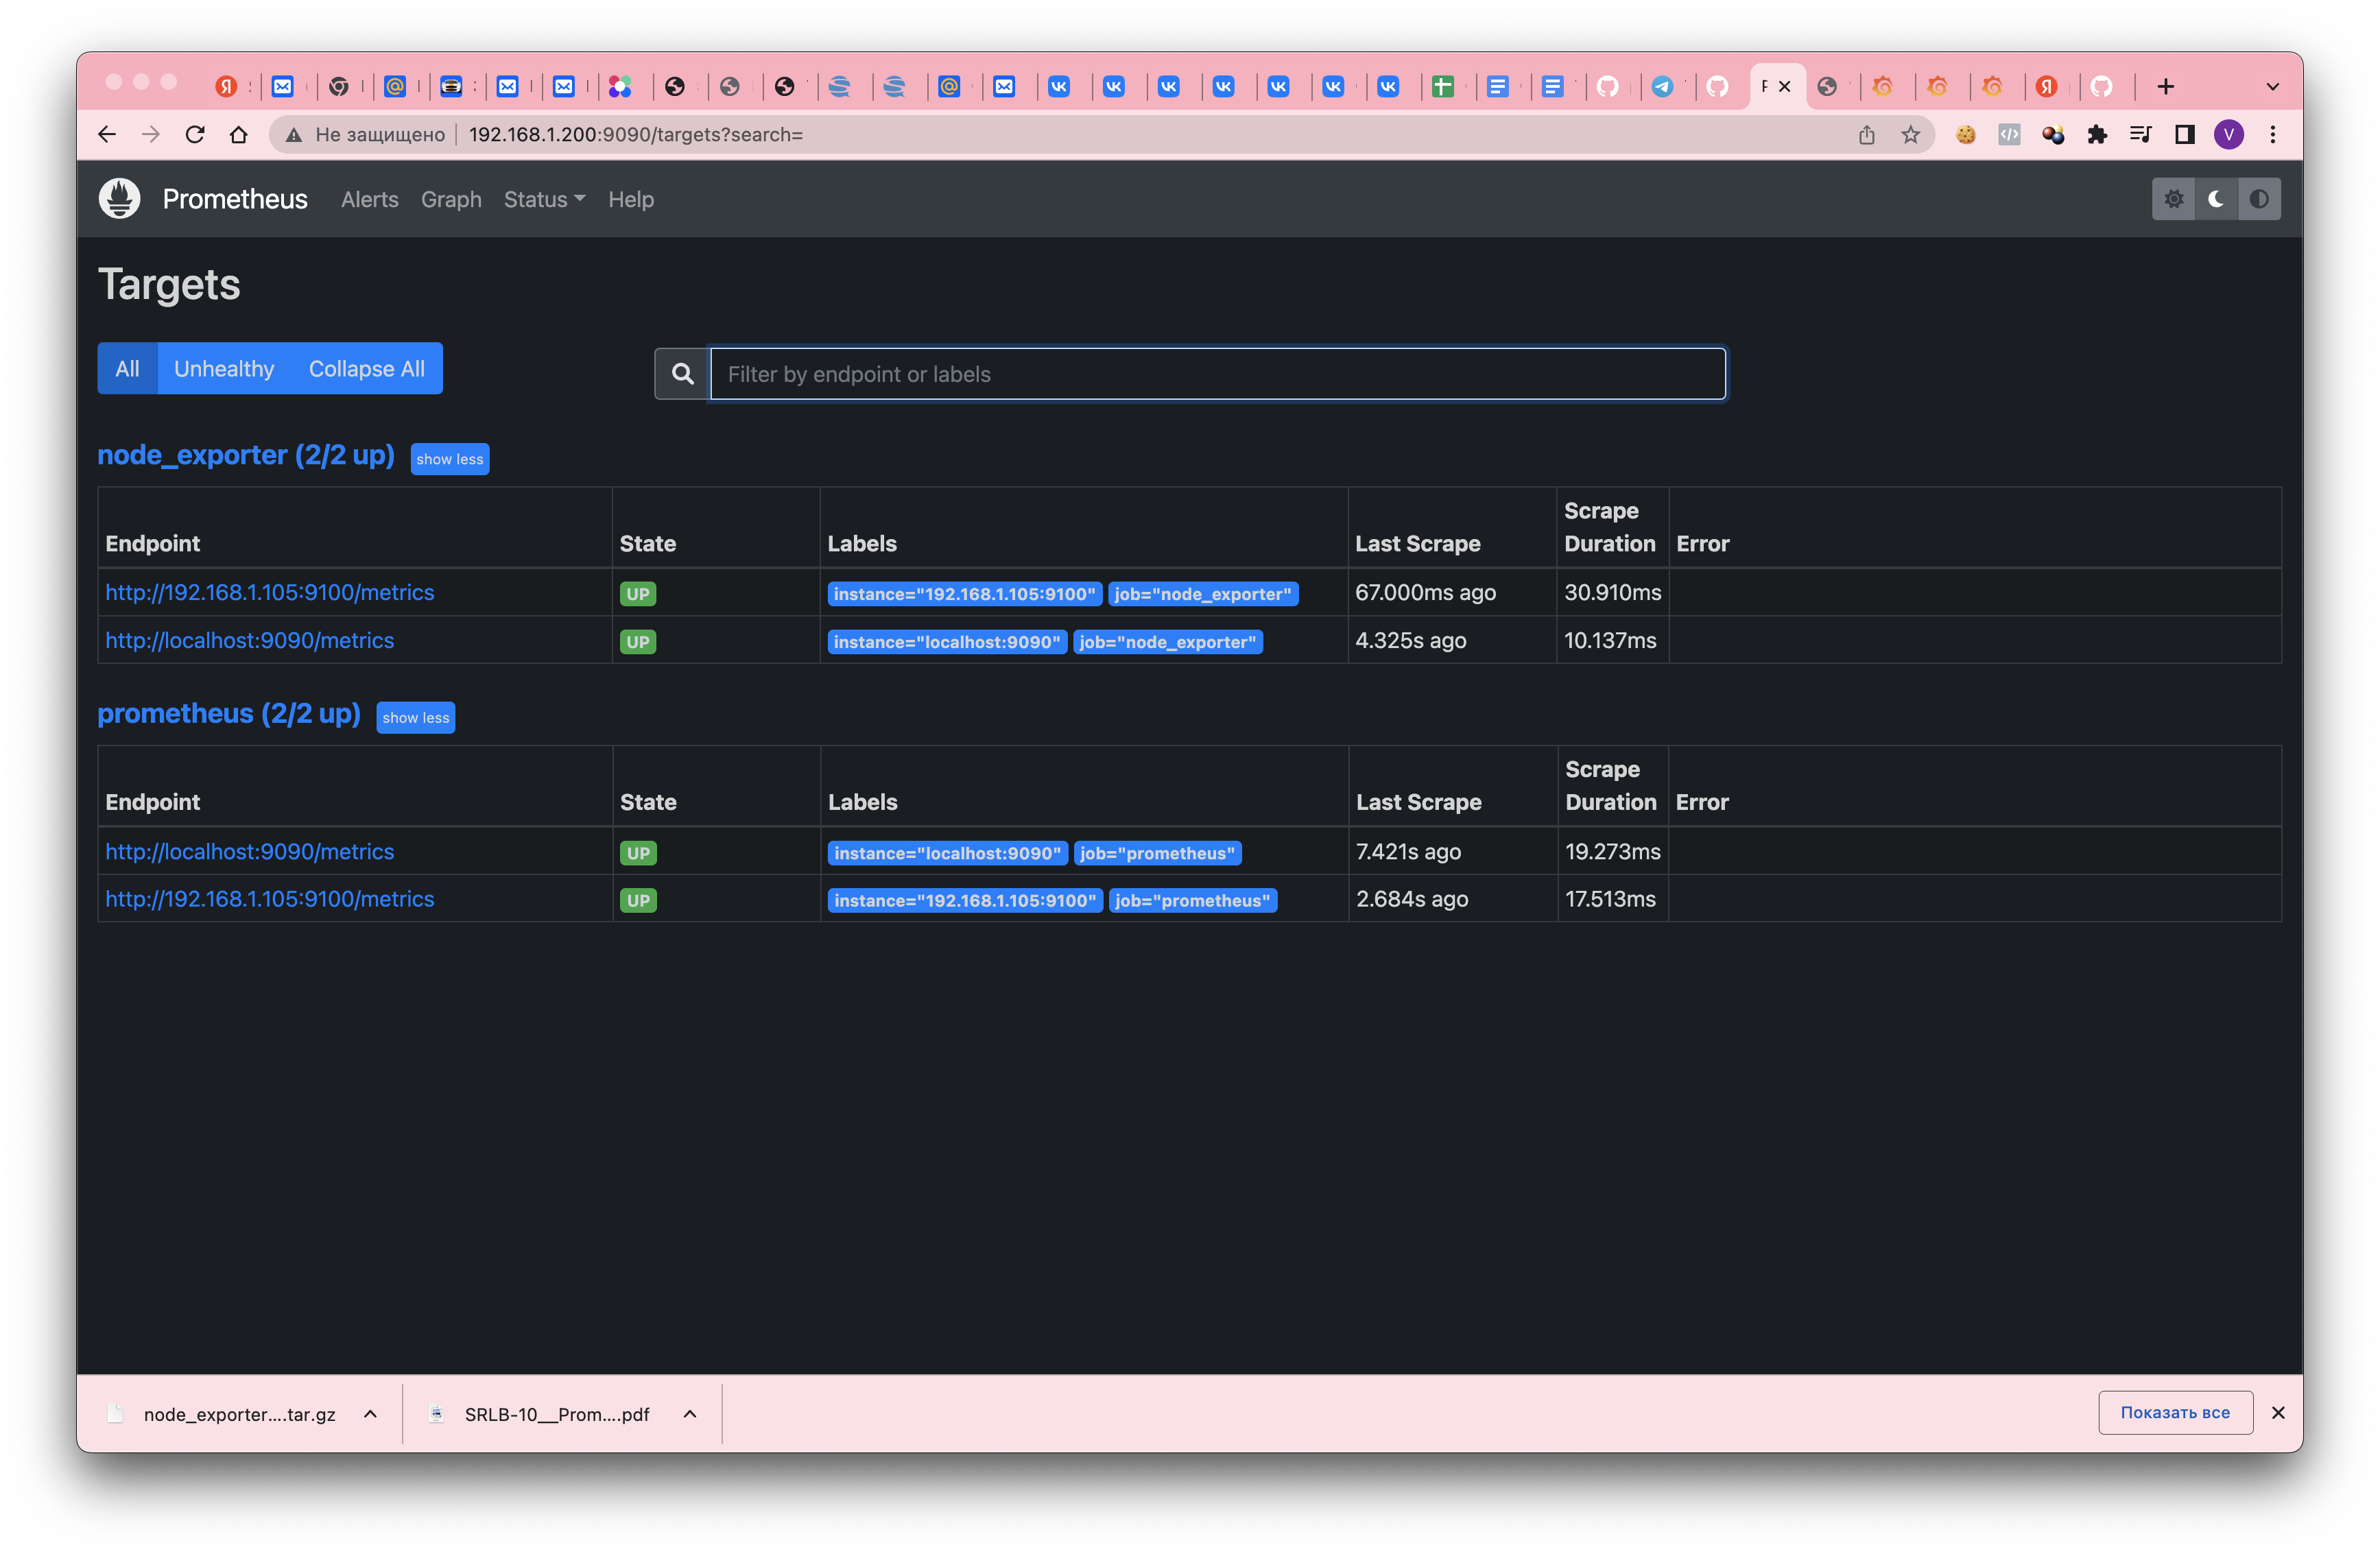 Не защищено 192.168.1.200:9090/targets?search=
V
Prometheus Alerts Graph Status Help
Targets
All Unhealthy Collapse All
Filter by endpoint or labels
node_exporter (2/2 up) show less
Endpoint State Labels Last Scrape Scrape Duration Error
http://192.168.1.105:9100/metrics UP instance="192.168.1.105:9100" job="node_exporter" 67.000ms ago 30.910ms
http://localhost:9090/metrics UP instance="localhost:9090" job="node_exporter" 4.325s ago 10.137ms
prometheus (2/2 up) show less
Endpoint State Labels Last Scrape Scrape Duration Error
http://localhost:9090/metrics UP instance="localhost:9090" job="prometheus" 7.421s ago 19.273ms
http://192.168.1.105:9100/metrics UP instance="192.168.1.105:9100" job="prometheus" 2.684s ago 17.513ms
node_exporter....tar.gz SRLB-10__Prom....pdf Показать все